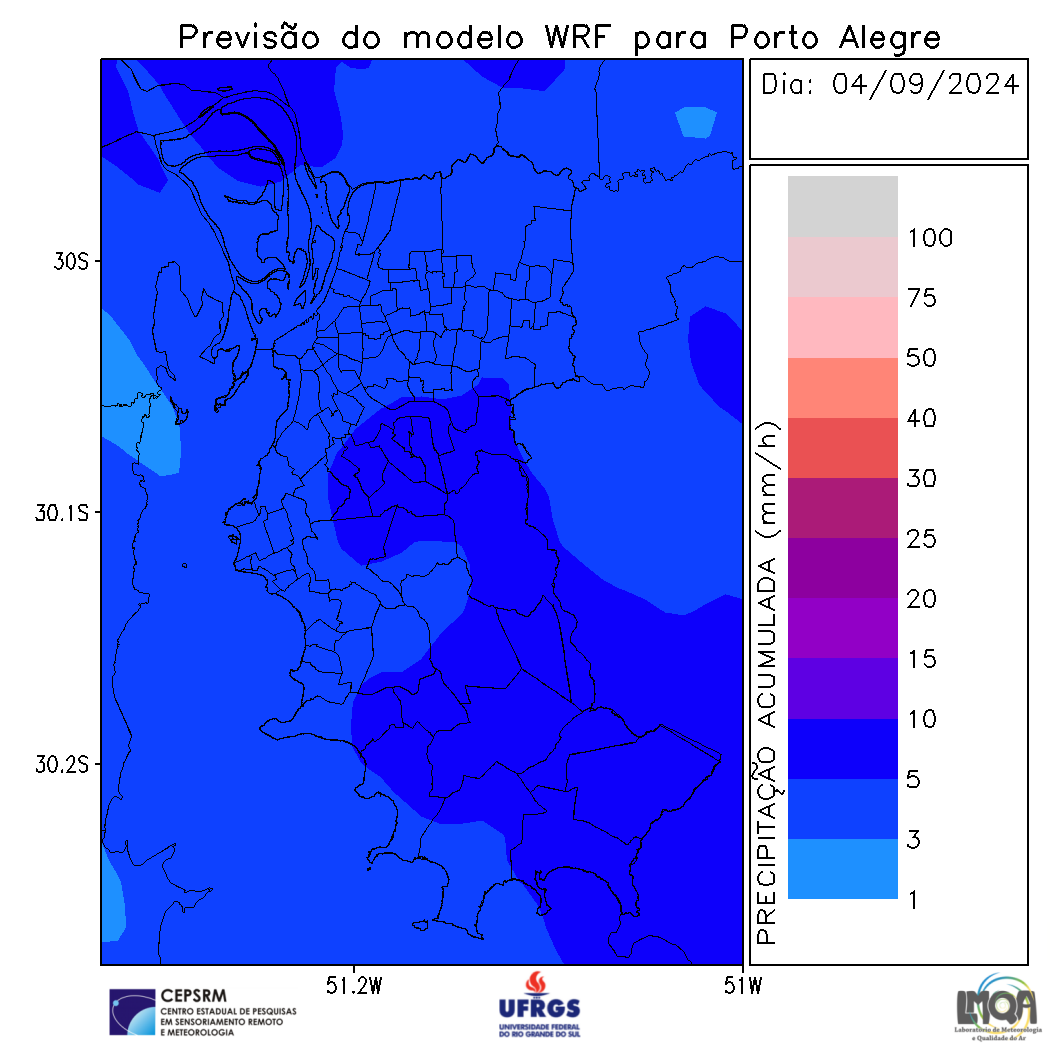 Previsão do modelo WRF para Porto Alegre
Dia: 04/09/2024
30S
30.1S
30.2S
51.2W
51W
PRECIPITAÇÃO ACUMULADA (mm/h)
100
75
50
40
30
25
20
15
10
5
3
1
CEPSRM
CENTRO ESTADUAL DE PESQUISAS
EM SENSORIAMENTO REMOTO
E METEOROLOGIA
UFRGS
UNIVERSIDADE FEDERAL
DO RIO GRANDE DO SUL
LMQA
Laboratório de Meteorologia
e Qualidade do Ar